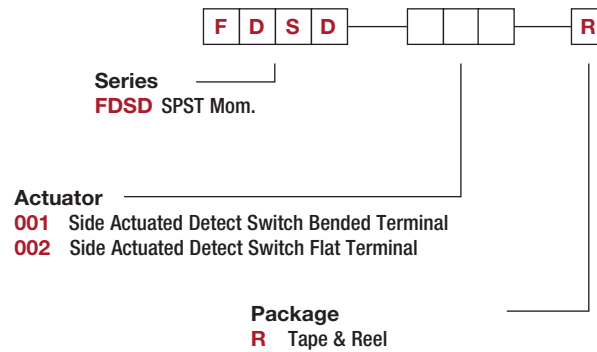 F D S D R
Series
FDSD SPST Mom.
Actuator
001 Side Actuated Detect Switch Bended Terminal
002 Side Actuated Detect Switch Flat Terminal
Package
R Tape & Reel